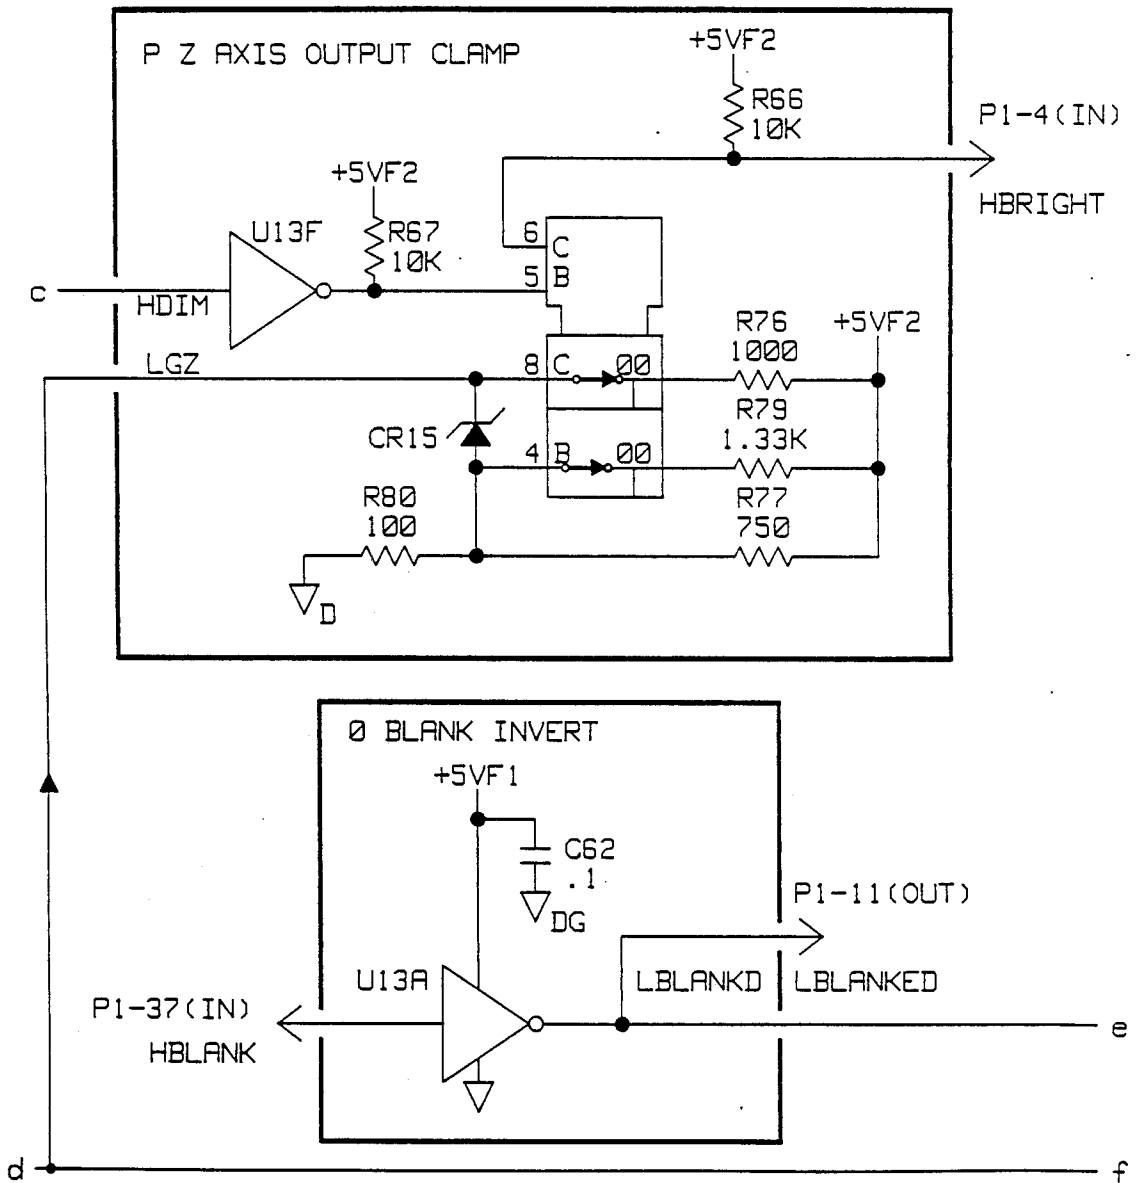 P Z AXIS OUTPUT CLAMP
+5VF2
R66
10K
P1-4(IN)
HBRIGHT
+5VF2
R67
10K
U13F
c
HDIM
6 C
5 B
LGZ
8 C 00
R76
1000
+5VF2
CR15
4 B 00
R79
1.33K
R80
100
R77
750
D
0 BLANK INVERT
+5VF1
C62
.1
DG
P1-11(OUT)
U13A
LBLANKD
LBLANKED
P1-37(IN)
HBLANK
e
d
f